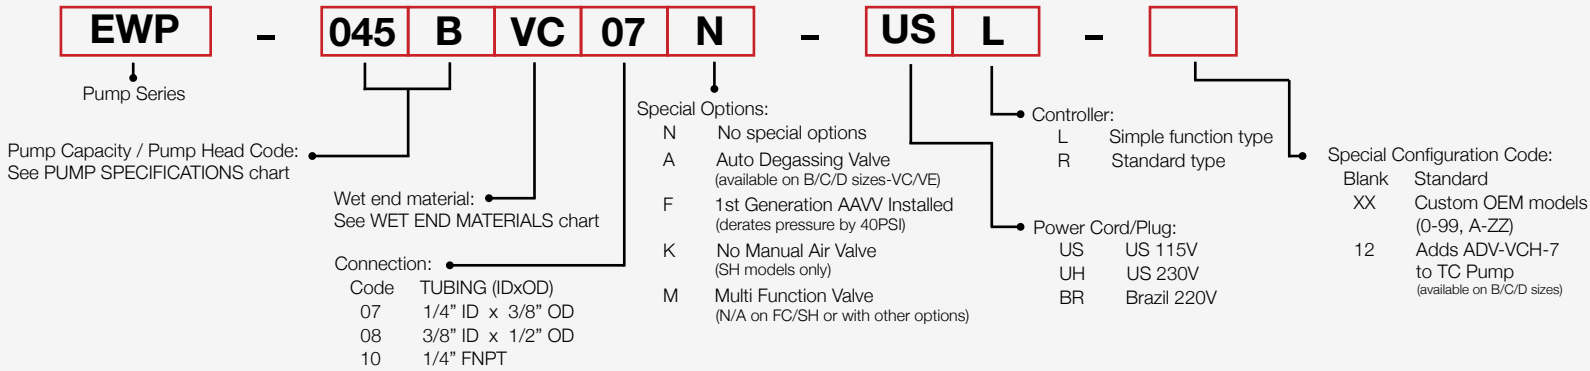 EWP – 045 B VC 07 N – US L –
Pump Series
Pump Capacity / Pump Head Code:
See PUMP SPECIFICATIONS chart
Wet end material:
See WET END MATERIALS chart
Connection:
Code TUBING (IDxOD)
07 1/4” ID x 3/8” OD
08 3/8” ID x 1/2” OD
10 1/4” FNPT
Special Options:
N No special options
A Auto Degassing Valve
(available on B/C/D sizes-VC/VE)
F 1st Generation AAVV Installed
(derates pressure by 40PSI)
K No Manual Air Valve
(SH models only)
M Multi Function Valve
(N/A on FC/SH or with other options)
Controller:
L Simple function type
R Standard type
Power Cord/Plug:
US US 115V
UH US 230V
BR Brazil 220V
Special Configuration Code:
Blank Standard
XX Custom OEM models
(0-99, A-ZZ)
12 Adds ADV-VCH-7
to TC Pump
(available on B/C/D sizes)